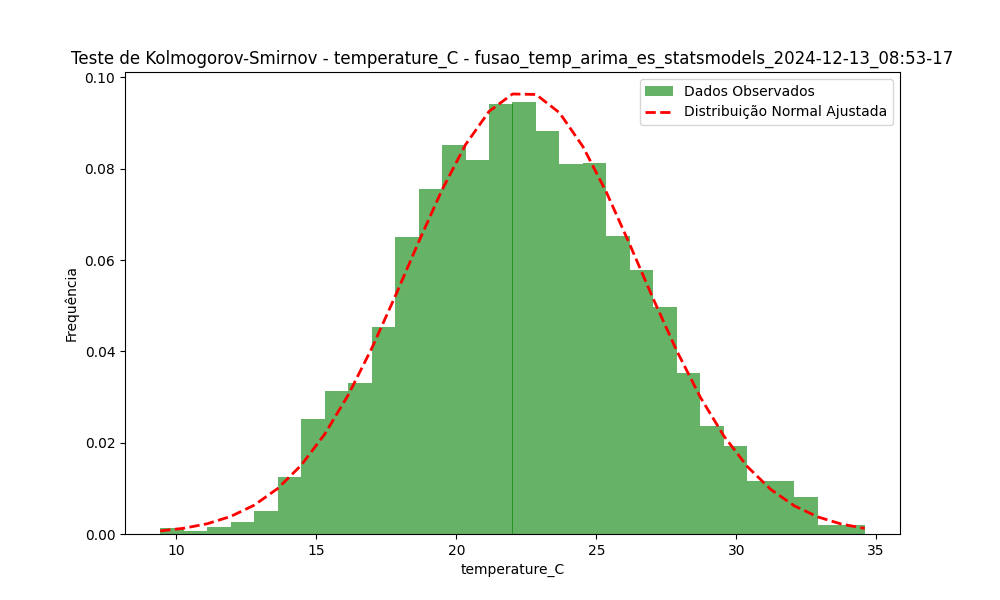 Teste de Kolmogorov-Smirnov - temperature_C - fusao_temp_arima_es_statsmodels_2024-12-13_08:53-17
Dados Observados
Distribuição Normal Ajustada
Frequência
0.10
0.08
0.06
0.04
0.02
0.00
10
15
20
25
30
35
temperature_C